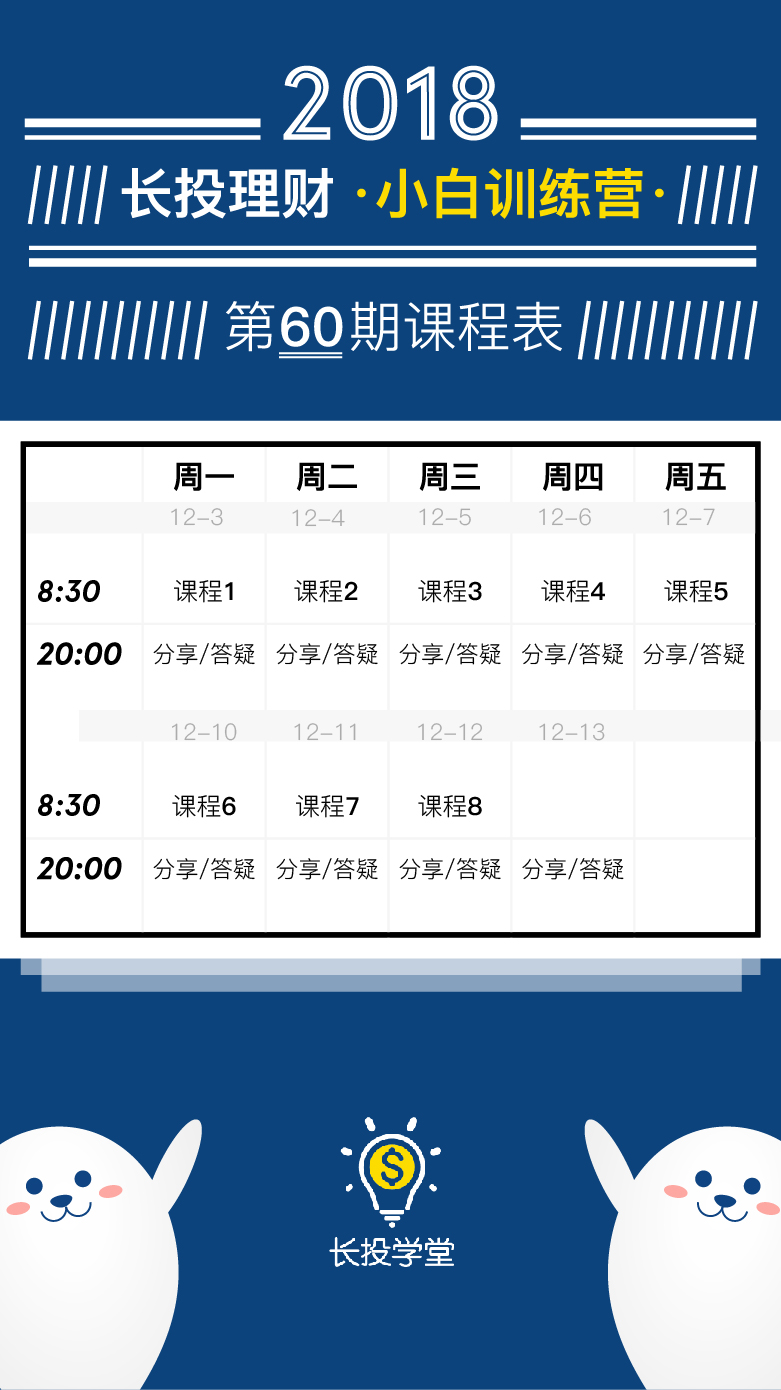 2018
长投理财 ·小白训练营·
第60期课程表
周一 周二 周三 周四 周五
12-3 12-4 12-5 12-6 12-7
8:30 课程1 课程2 课程3 课程4 课程5
20:00 分享/答疑 分享/答疑 分享/答疑 分享/答疑 分享/答疑
12-10 12-11 12-12 12-13
8:30 课程6 课程7 课程8
20:00 分享/答疑 分享/答疑 分享/答疑 分享/答疑
$
长投学堂